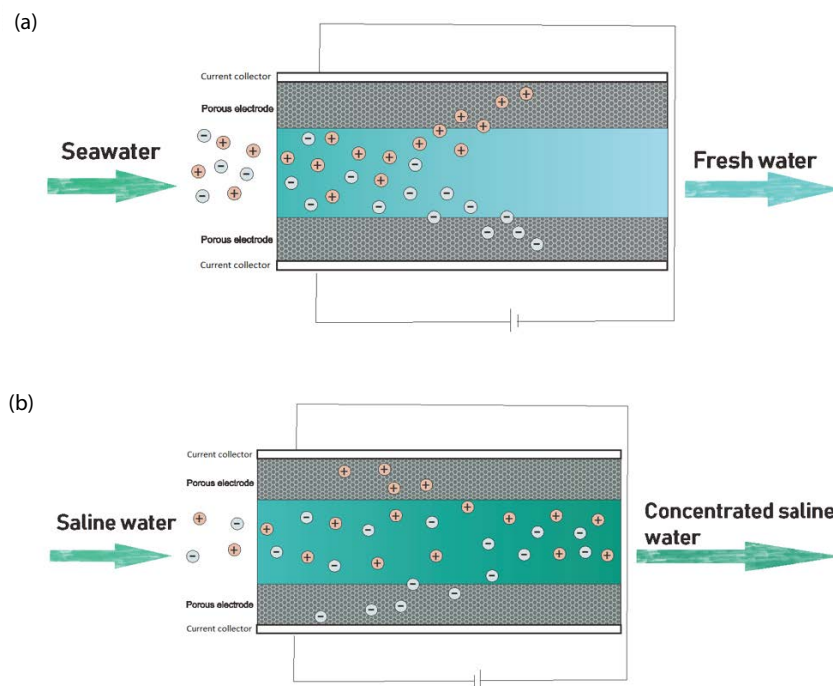 (a)
Current collector
Porous electrode
Seawater
Fresh water
Porous electrode
Current collector
(b)
Current collector
Porous electrode
Saline water
Concentrated saline
water
Porous electrode
Current collector